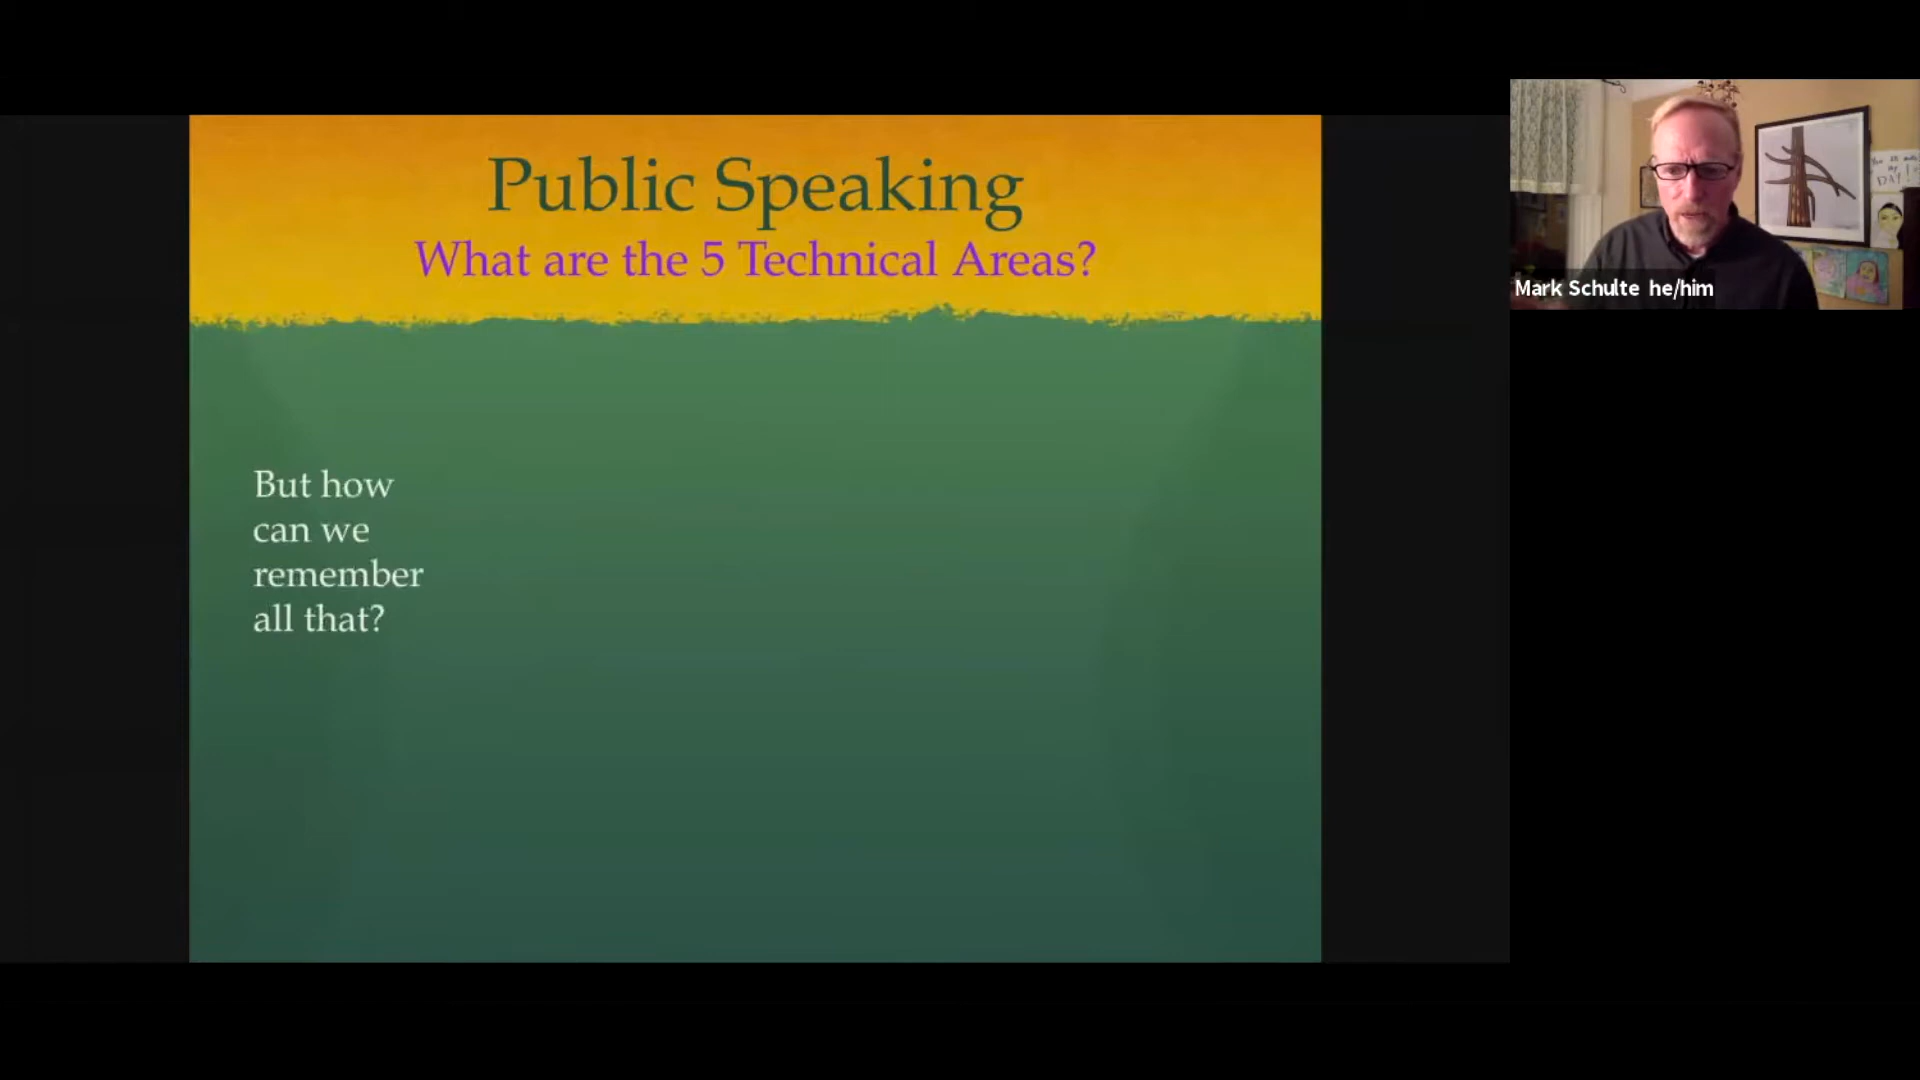 Public Speaking
What are the 5 Technical Areas?
But how
can we
remember
all that?
Mark Schulte he/him
DAY!